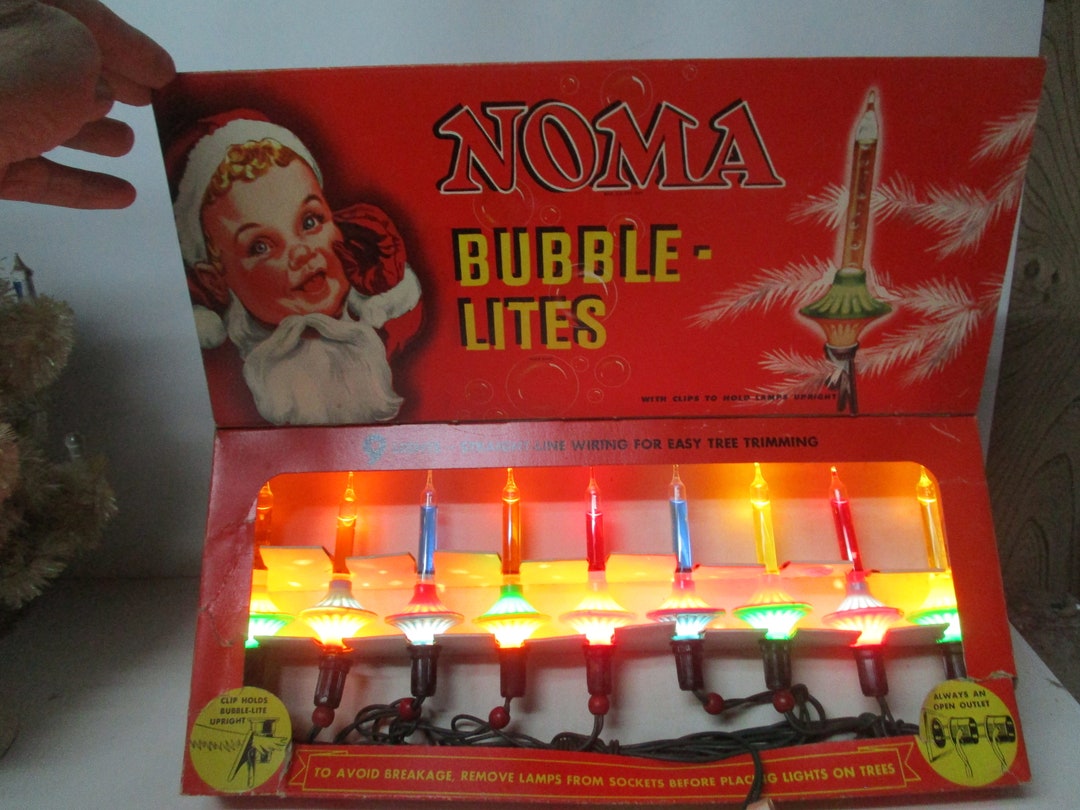 NOMA
BUBBLE-
LITES
WITH CLIPS TO HOLD LAMPS UPRIGHT
LINE WIRING FOR EASY TREE TRIMMING
CLIP HOLDS
BUBBLE-LITE
UPRIGHT
ALWAYS AN
OPEN OUTLET
TO AVOID BREAKAGE, REMOVE LAMPS FROM SOCKETS BEFORE PLACING LIGHTS ON TREES